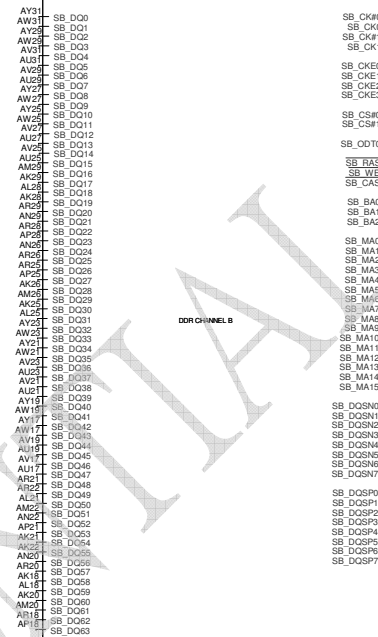 AY31 SB_DQ0
AW31 SB_DQ1
AY29 SB_DQ2
AW29 SB_DQ3
AV31 SB_DQ4
AU31 SB_DQ5
AV29 SB_DQ6
AU29 SB_DQ7
AY27 SB_DQ8
AW27 SB_DQ9
AY25 SB_DQ10
AW25 SB_DQ11
AV27 SB_DQ12
AU27 SB_DQ13
AV25 SB_DQ14
AU25 SB_DQ15
AM29 SB_DQ16
AK29 SB_DQ17
AL28 SB_DQ18
AK28 SB_DQ19
AR29 SB_DQ20
AN29 SB_DQ21
AR28 SB_DQ22
AP28 SB_DQ23
AN26 SB_DQ24
AR26 SB_DQ25
AR25 SB_DQ26
AP25 SB_DQ27
AK26 SB_DQ28
AM26 SB_DQ29
AK25 SB_DQ30
AL25 SB_DQ31
AY23 SB_DQ32
AW23 SB_DQ33
AY21 SB_DQ34
AW21 SB_DQ35
AV23 SB_DQ36
AU23 SB_DQ37
AV21 SB_DQ38
AU21 SB_DQ39
AY19 SB_DQ40
AW19 SB_DQ41
AY17 SB_DQ42
AW17 SB_DQ43
AV19 SB_DQ44
AU19 SB_DQ45
AV17 SB_DQ46
AU17 SB_DQ47
AR21 SB_DQ48
AR22 SB_DQ49
AL21 SB_DQ50
AM22 SB_DQ51
AN22 SB_DQ52
AP21 SB_DQ53
AK21 SB_DQ54
AK22 SB_DQ55
AN20 SB_DQ56
AR20 SB_DQ57
AK18 SB_DQ58
AL18 SB_DQ59
AK20 SB_DQ60
AM20 SB_DQ61
AR18 SB_DQ62
AP18 SB_DQ63
DDR CHANNEL B
SB_CK#0
SB_CK0
SB_CK#1
SB_CK1
SB_CKE0
SB_CKE1
SB_CKE2
SB_CKE3
SB_CS#0
SB_CS#1
SB_ODT0
SB_RAS
SB_WE
SB_CAS
SB_BA0
SB_BA1
SB_BA2
SB_MA0
SB_MA1
SB_MA2
SB_MA3
SB_MA4
SB_MA5
SB_MA6
SB_MA7
SB_MA8
SB_MA9
SB_MA10
SB_MA11
SB_MA12
SB_MA13
SB_MA14
SB_MA15
SB_DQSN0
SB_DQSN1
SB_DQSN2
SB_DQSN3
SB_DQSN4
SB_DQSN5
SB_DQSN6
SB_DQSN7
SB_DQSP0
SB_DQSP1
SB_DQSP2
SB_DQSP3
SB_DQSP4
SB_DQSP5
SB_DQSP6
SB_DQSP7